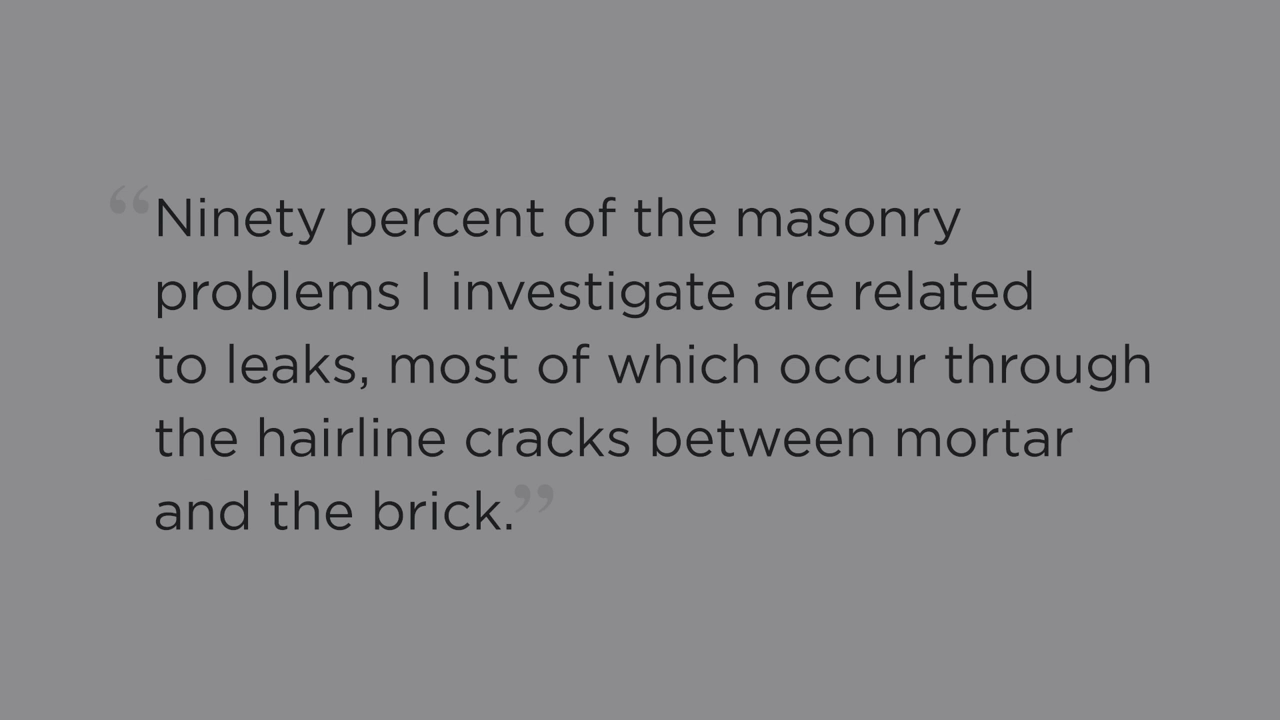 “Ninety percent of the masonry
problems I investigate are related
to leaks, most of which occur through
the hairline cracks between mortar
and the brick.”